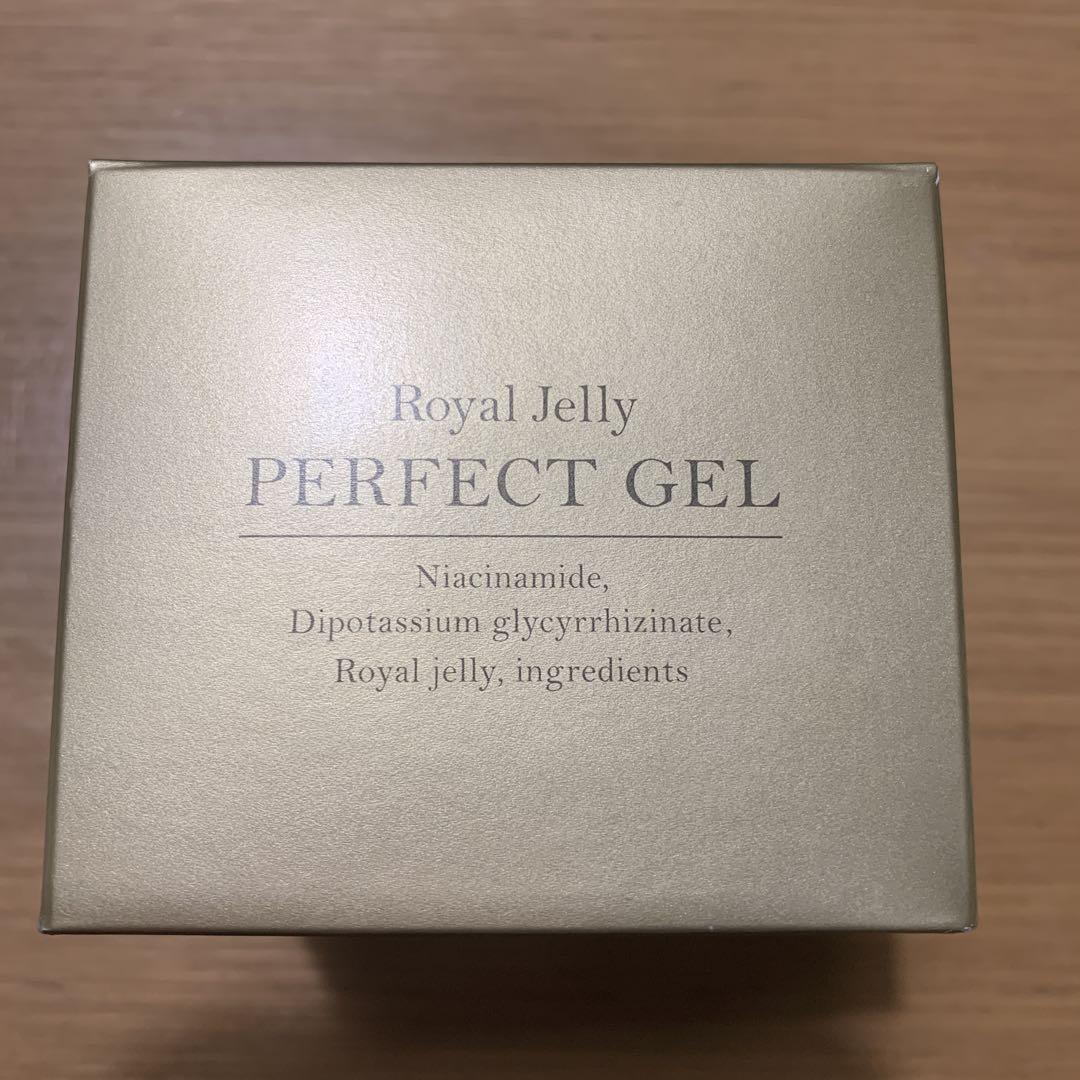 Royal Jelly
PERFECT GEL
Niacinamide,
Dipotassium glycyrrhizinate,
Royal jelly, ingredients